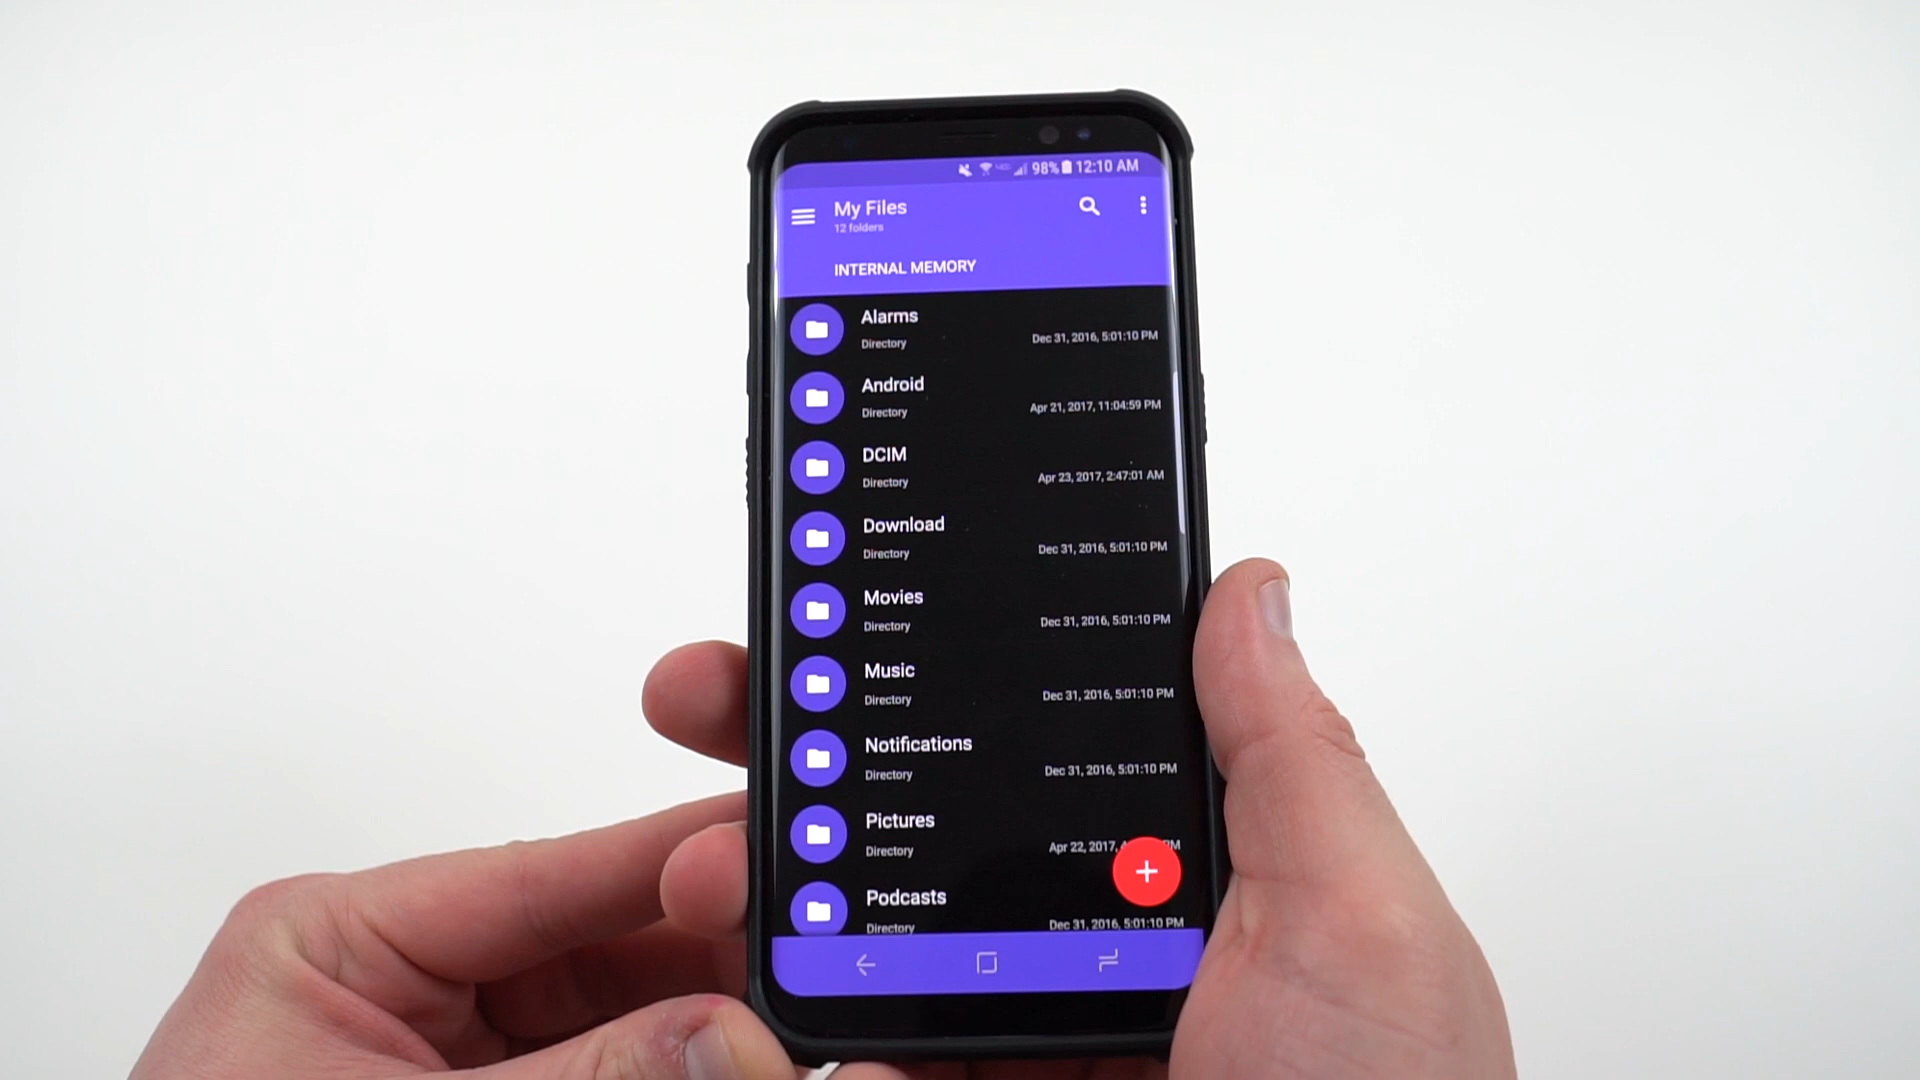 98% 12:10 AM
My Files
12 folders
INTERNAL MEMORY
Alarms
Directory
Dec 31, 2016, 5:01:10 PM
Android
Directory
Apr 21, 2017, 11:04:59 PM
DCIM
Directory
Apr 23, 2017, 2:47:01 AM
Download
Directory
Dec 31, 2016, 5:01:10 PM
Movies
Directory
Dec 31, 2016, 5:01:10 PM
Music
Directory
Dec 31, 2016, 5:01:10 PM
Notifications
Directory
Dec 31, 2016, 5:01:10 PM
Pictures
Directory
Apr 22, 2017, PM
Podcasts
Directory
Dec 31, 2016, 5:01:10 PM